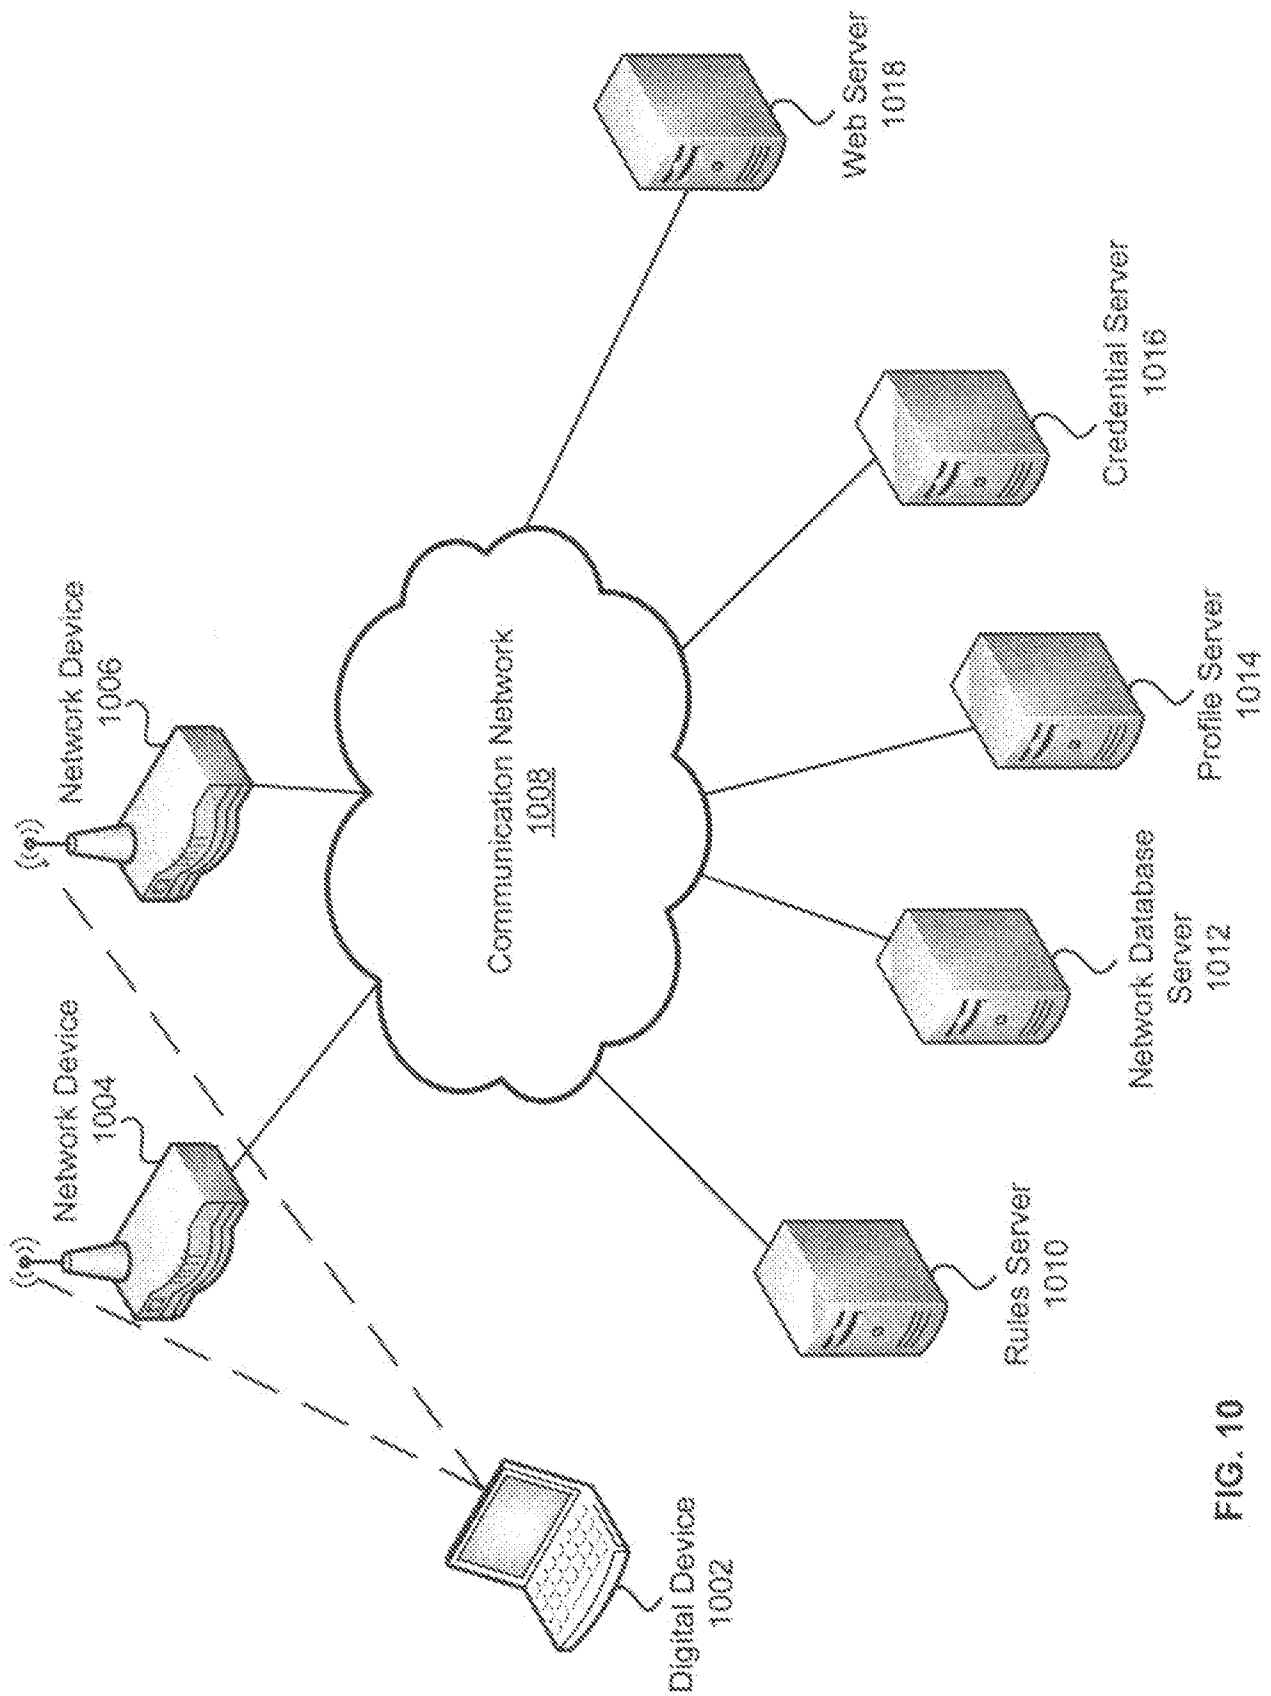 Network Device
1004
Network Device
1006
Communication Network
1008
Digital Device
1002
Rules Server
1010
Network Database
Server
1012
Profile Server
1014
Credential Server
1016
Web Server
1018
FIG. 10